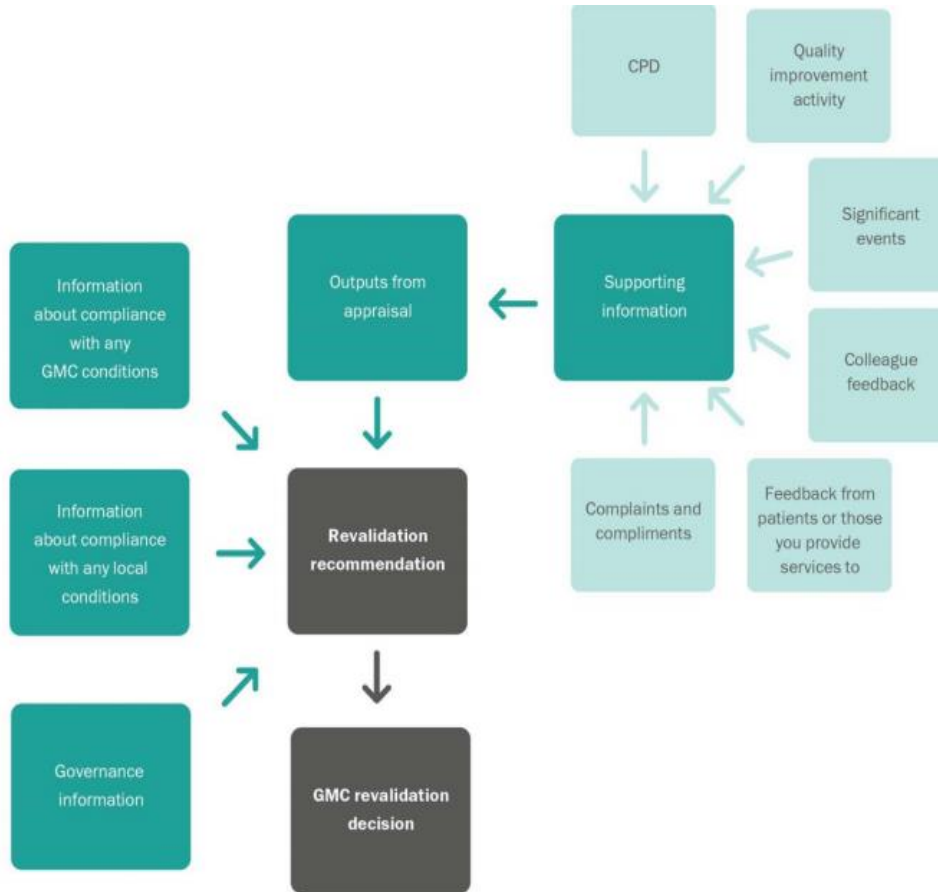 CPD
Quality
improvement
activity
Significant
events
Information
about compliance
with any
GMC conditions
Outputs from
appraisal
Supporting
information
Colleague
feedback
Information
about compliance
with any local
conditions
Revalidation
recommendation
Complaints and
compliments
Feedback from
patients or those
you provide
services to
Governance
information
GMC revalidation
decision